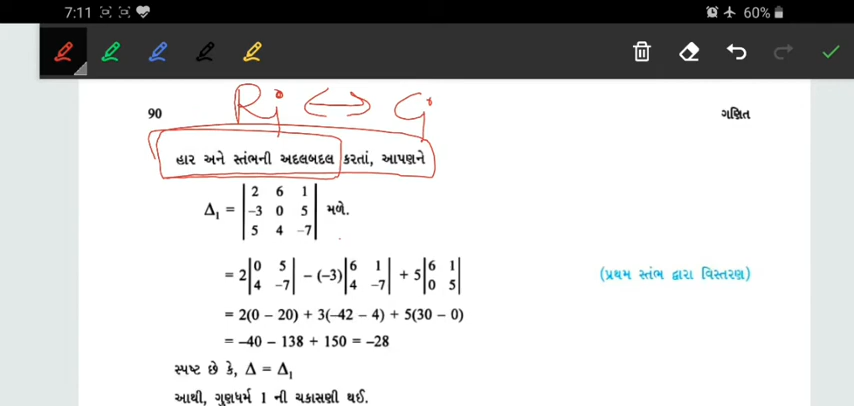 7:11
60%
90 ગણિત
Rj ⟺ Cj
હાર અને સ્તંભની અદલબદલ કરતાં, આપણને
Δ₁ = | 2 6 1 |
| –3 0 5 | મળે.
| 5 4 –7 |
= 2 | 0 5 | – (–3) | 6 1 | + 5 | 6 1 | (પ્રથમ સ્તંભ દ્વારા વિસ્તરણ)
| 4 –7 | | 4 –7 | | 0 5 |
= 2(0 – 20) + 3(–42 – 4) + 5(30 – 0)
= –40 – 138 + 150 = –28
સ્પષ્ટ છે કે, Δ = Δ₁
આથી, ગુણધર્મ 1 ની ચકાસણી થઈ.